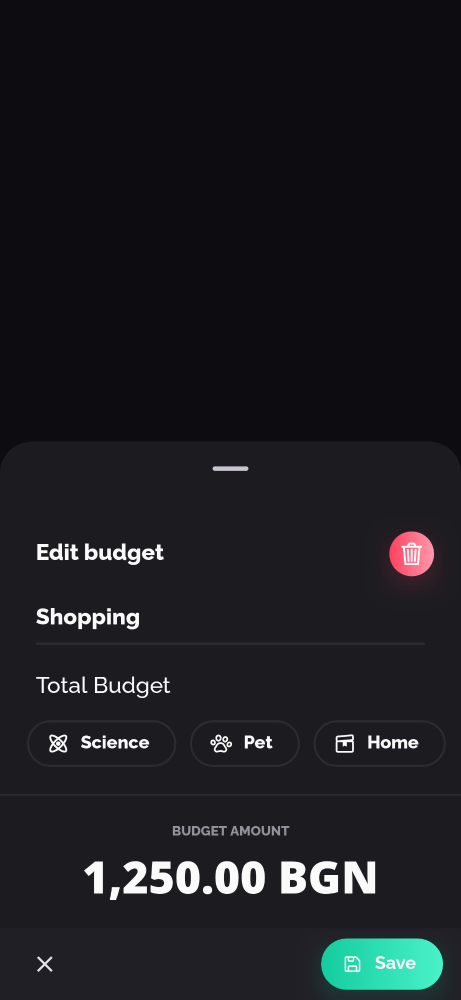 Edit budget
Shopping
Total Budget
Science Pet Home
BUDGET AMOUNT
1,250.00 BGN
Save